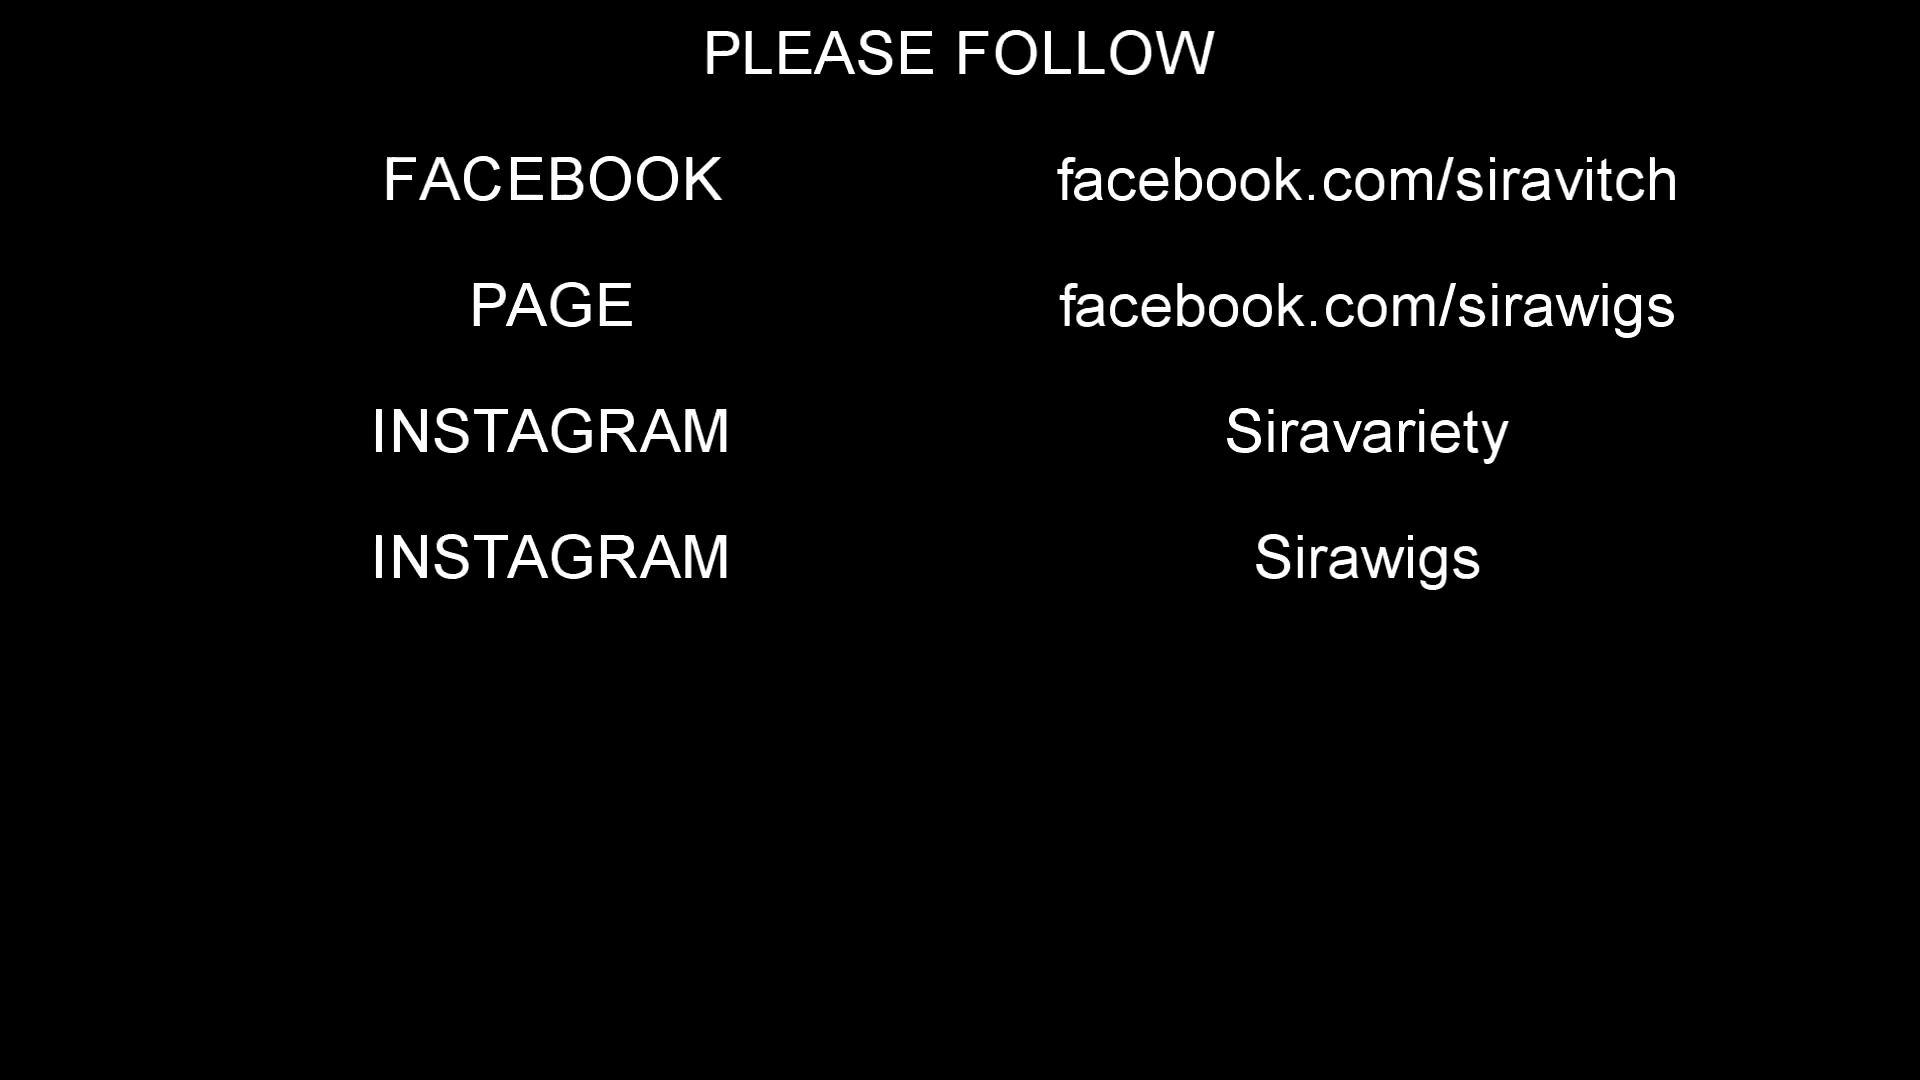 PLEASE FOLLOW
FACEBOOK facebook.com/siravitch
PAGE facebook.com/sirawigs
INSTAGRAM Siravariety
INSTAGRAM Sirawigs